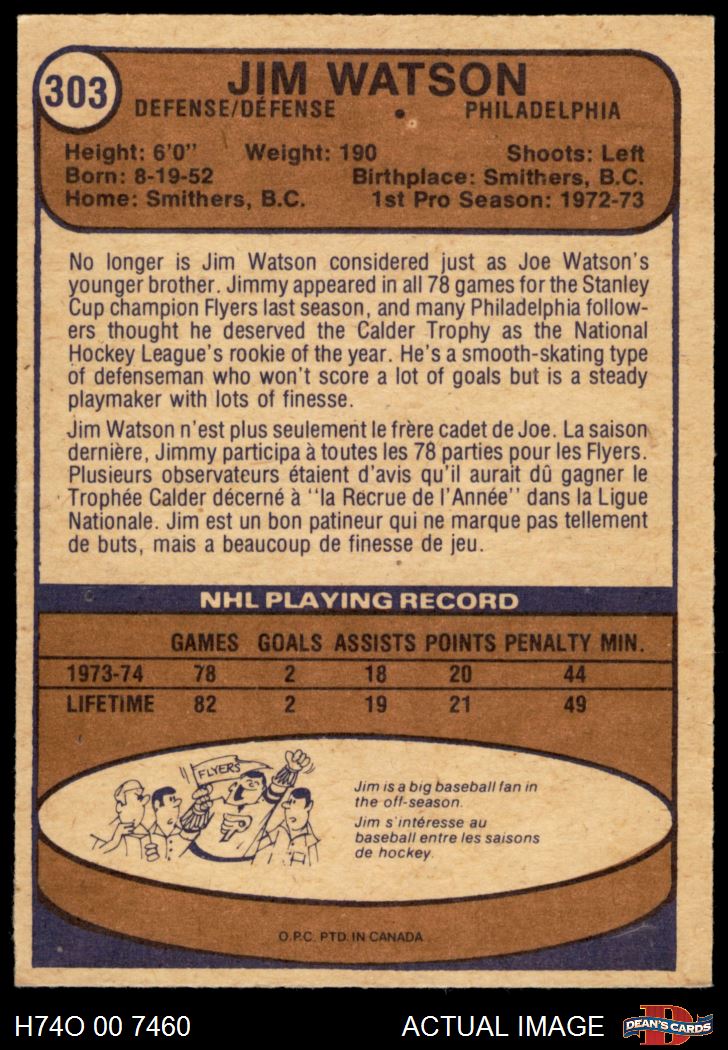 303
JIM WATSON
DEFENSE/DÉFENSE • PHILADELPHIA
Height: 6'0" Weight: 190 Shoots: Left
Born: 8-19-52 Birthplace: Smithers, B.C.
Home: Smithers, B.C. 1st Pro Season: 1972-73
No longer is Jim Watson considered just as Joe Watson's
younger brother. Jimmy appeared in all 78 games for the Stanley
Cup champion Flyers last season, and many Philadelphia follow-
ers thought he deserved the Calder Trophy as the National
Hockey League's rookie of the year. He's a smooth-skating type
of defenseman who won't score a lot of goals but is a steady
playmaker with lots of finesse.
Jim Watson n'est plus seulement le frère cadet de Joe. La saison
dernière, Jimmy participa à toutes les 78 parties pour les Flyers.
Plusieurs observateurs étaient d'avis qu'il aurait dû gagner le
Trophée Calder décerné à "la Recrue de l'Année" dans la Ligue
Nationale. Jim est un bon patineur qui ne marque pas tellement
de buts, mais a beaucoup de finesse de jeu.
NHL PLAYING RECORD
GAMES GOALS ASSISTS POINTS PENALTY MIN.
1973-74 78 2 18 20 44
LIFETIME 82 2 19 21 49
FLYERS
Jim is a big baseball fan in
the off-season.
Jim s'intéresse au
baseball entre les saisons
de hockey.
O.P.C. PTD. IN CANADA
H74O 00 7460 ACTUAL IMAGE DEAN'S CARDS